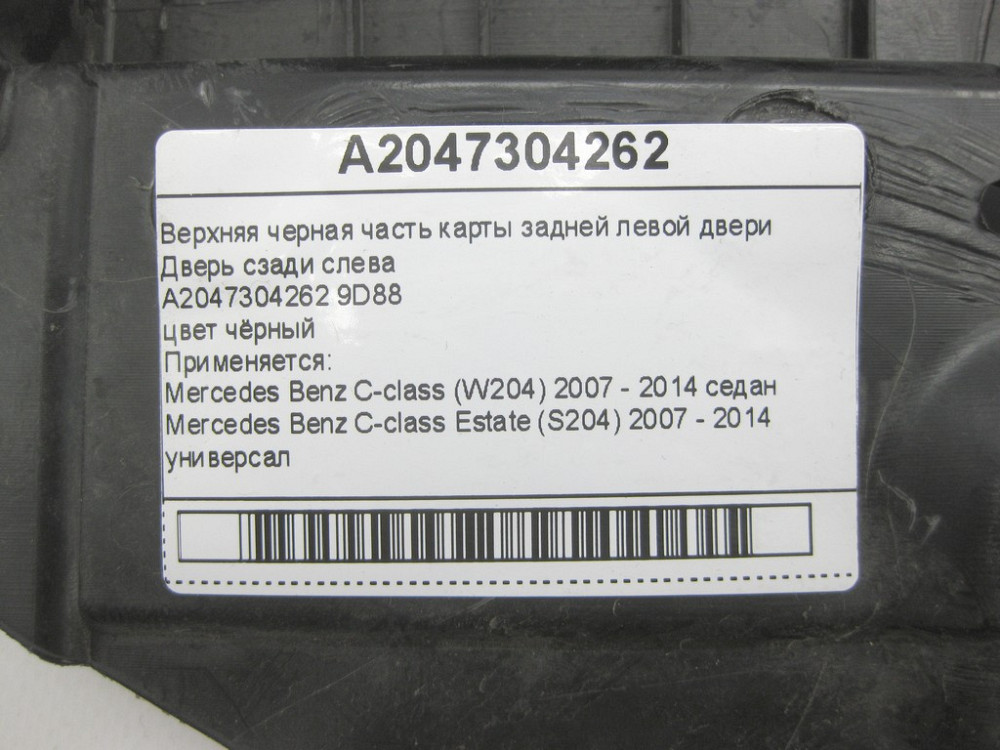 A2047304262
Верхняя черная часть карты задней левой двери
Дверь сзади слева
A2047304262 9D88
цвет чёрный
Применяется:
Mercedes Benz C-class (W204) 2007 - 2014 седан
Mercedes Benz C-class Estate (S204) 2007 - 2014
универсал